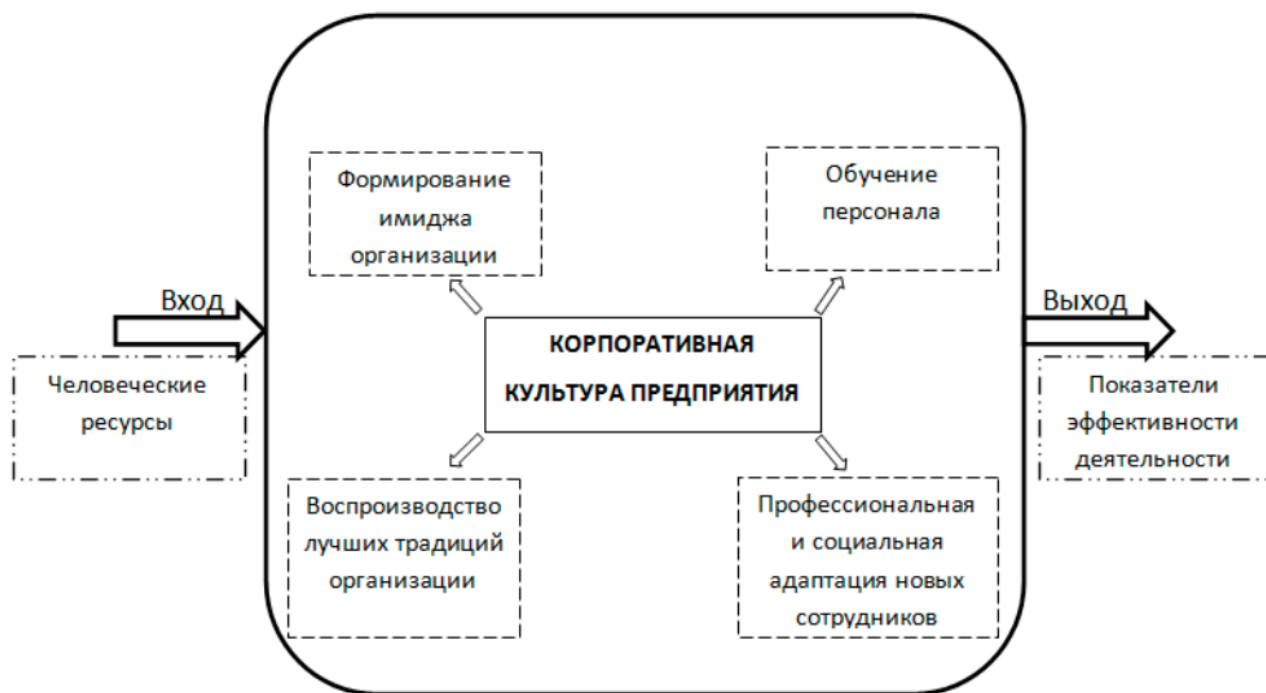 Формирование
имиджа
организации
Обучение
персонала
Вход
Человеческие
ресурсы
КОРПОРАТИВНАЯ
КУЛЬТУРА ПРЕДПРИЯТИЯ
Выход
Показатели
эффективности
деятельности
Воспроизводство
лучших традиций
организации
Профессиональная
и социальная
адаптация новых
сотрудников